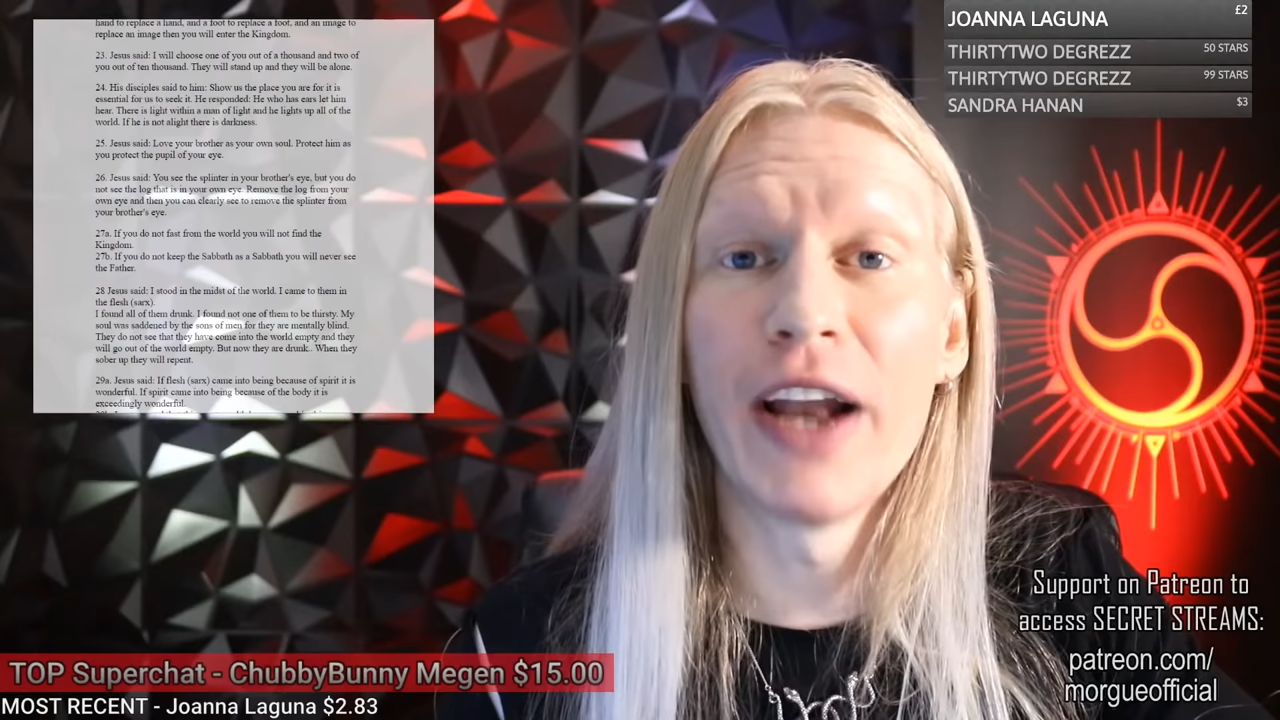 hand to replace a hand, and a foot to replace a foot, and an image to
replace an image then you will enter the Kingdom.
23. Jesus said: I will choose one of you out of a thousand and two of
you out of ten thousand. They will stand up and they will be alone.
24. His disciples said to him: Show us the place you are for it is
essential for us to seek it. He responded: He who has ears let him
hear. There is light within a man of light and he lights up all of the
world. If he is not alight there is darkness.
25. Jesus said: Love your brother as your own soul. Protect him as
you protect the pupil of your eye.
26. Jesus said: You see the splinter in your brother's eye, but you do
not see the log that is in your own eye. Remove the log from your
own eye and then you can clearly see to remove the splinter from
your brother's eye.
27a. If you do not fast from the world you will not find the
Kingdom.
27b. If you do not keep the Sabbath as a Sabbath you will never see
the Father.
28 Jesus said: I stood in the midst of the world. I came to them in
the flesh (sarx).
I found all of them drunk. I found not one of them to be thirsty. My
soul was saddened by the sons of men for they are mentally blind.
They do not see that they have come into the world empty and they
will go out of the world empty. But now they are drunk.. When they
sober up they will repent.
29a. Jesus said: If flesh (sarx) came into being because of spirit it is
wonderful. If spirit came into being because of the body it is
exceedingly wonderful.
JOANNA LAGUNA £2
THIRTYTWO DEGREZZ 50 STARS
THIRTYTWO DEGREZZ 99 STARS
SANDRA HANAN $3
Support on Patreon to
access SECRET STREAMS:
patreon.com/
morgueofficial
TOP Superchat - ChubbyBunny Megen $15.00
MOST RECENT - Joanna Laguna $2.83